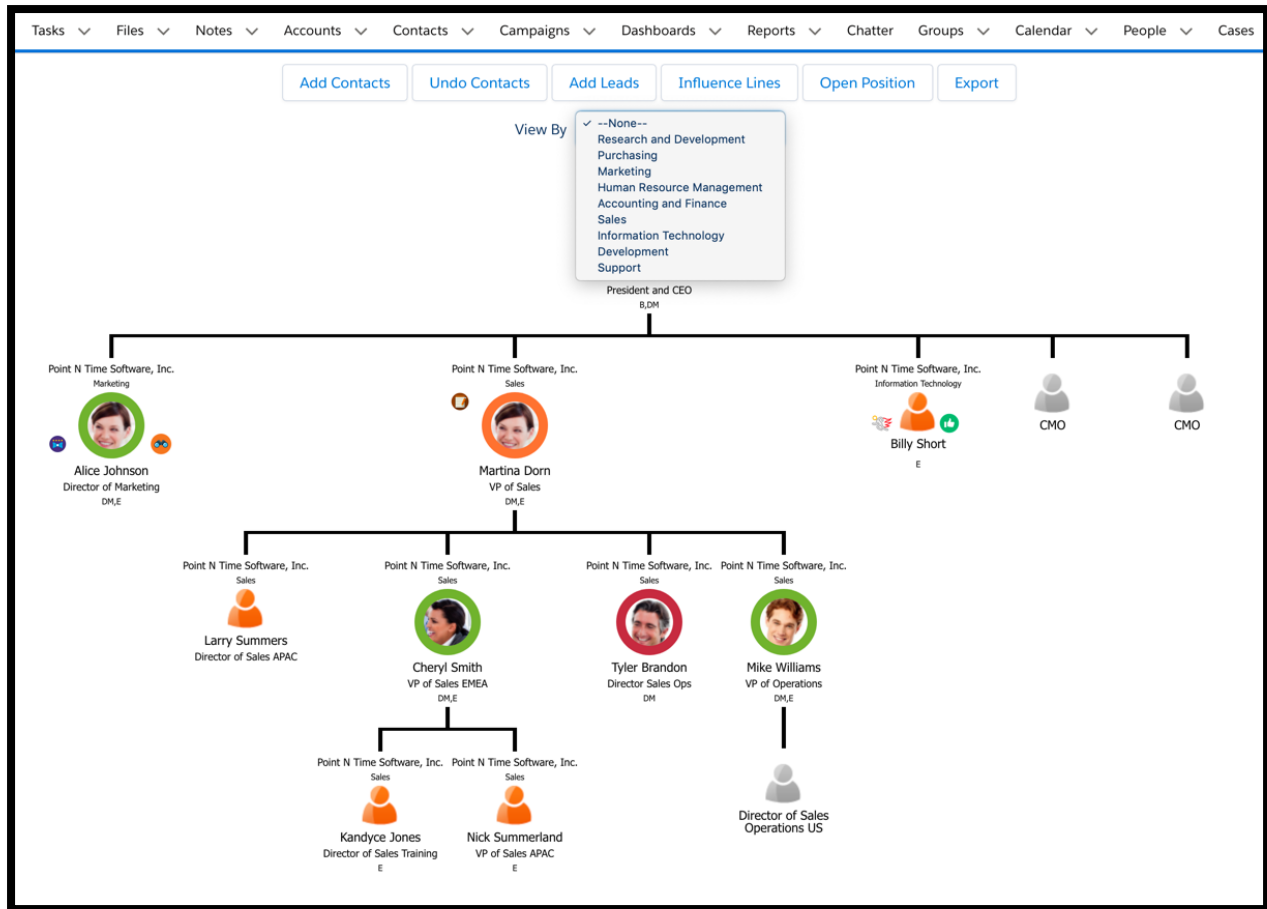 Tasks Files Notes Accounts Contacts Campaigns Dashboards Reports Chatter Groups Calendar People Cases
Add Contacts Undo Contacts Add Leads Influence Lines Open Position Export
View By
✓ --None--
Research and Development
Purchasing
Marketing
Human Resource Management
Accounting and Finance
Sales
Information Technology
Development
Support
President and CEO
B,DM
Point N Time Software, Inc.
Marketing
Alice Johnson
Director of Marketing
DM,E
Point N Time Software, Inc.
Sales
Martina Dorn
VP of Sales
DM,E
Point N Time Software, Inc.
Information Technology
Billy Short
E
CMO
CMO
Point N Time Software, Inc.
Sales
Larry Summers
Director of Sales APAC
Point N Time Software, Inc.
Sales
Cheryl Smith
VP of Sales EMEA
DM,E
Point N Time Software, Inc.
Sales
Tyler Brandon
Director Sales Ops
DM
Point N Time Software, Inc.
Sales
Mike Williams
VP of Operations
DM,E
Point N Time Software, Inc.
Sales
Kandyce Jones
Director of Sales Training
E
Point N Time Software, Inc.
Sales
Nick Summerland
VP of Sales APAC
E
Director of Sales
Operations US